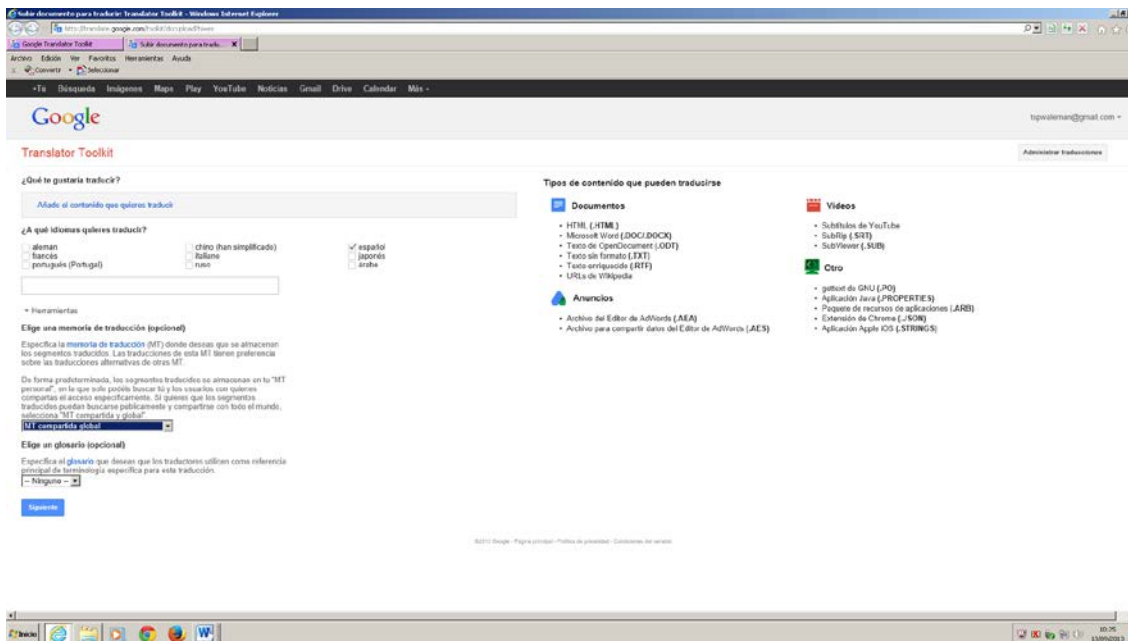 Subir documento para traducir: Translator Toolkit - Windows Internet Explorer
Google Translator Toolkit
Subir documento para tradu...
Archivo Edición Ver Favoritos Herramientas Ayuda
Convertir Seleccionar
+Tú Búsqueda Imágenes Maps Play YouTube Noticias Gmail Drive Calendar Más
Google
Translator Toolkit
Administrar traducciones
¿Qué te gustaría traducir?
Añade el contenido que quieres traducir
¿A qué idiomas quieres traducir?
alemán
chino (han simplificado)
español
francés
italiano
japonés
portugués (Portugal)
ruso
árabe
Herramientas
Elige una memoria de traducción (opcional)
Especifica la memoria de traducción (MT) donde deseas que se almacenen
los segmentos traducidos. Las traducciones de esta MT tienen preferencia
sobre las traducciones alternativas de otras MT.
De forma predeterminada, los segmentos traducidos se almacenan en tu "MT
personal", en la que solo podéis buscar tú y los usuarios con quienes
compartas el acceso específicamente. Si quieres que los segmentos
traducidos puedan buscarse públicamente y compartirse con todo el mundo,
selecciona "MT compartida y global".
MT compartida global
Elige un glosario (opcional)
Especifica el glosario que deseas que los traductores utilicen como referencia
principal de terminología específica para esta traducción.
-- Ninguno --
Siguiente
Tipos de contenido que pueden traducirse
Documentos
HTML (.HTML)
Microsoft Word (.DOC/.DOCX)
Texto de OpenDocument (.ODT)
Texto sin formato (.TXT)
Texto enriquecido (.RTF)
URLs de Wikipedia
Anuncios
Archivo del Editor de AdWords (.AEA)
Archivo para compartir datos del Editor de AdWords (.AES)
Vídeos
Subtítulos de YouTube
SubRip (.SRT)
SubViewer (.SUB)
Otro
gettext de GNU (.PO)
Aplicación Java (.PROPERTIES)
Paquete de recursos de aplicaciones (.ARB)
Extensión de Chrome (.JSON)
Aplicación Apple iOS (.STRINGS)
Google - Página principal - Política de privacidad - Condiciones del servicio
Inicio
10:25